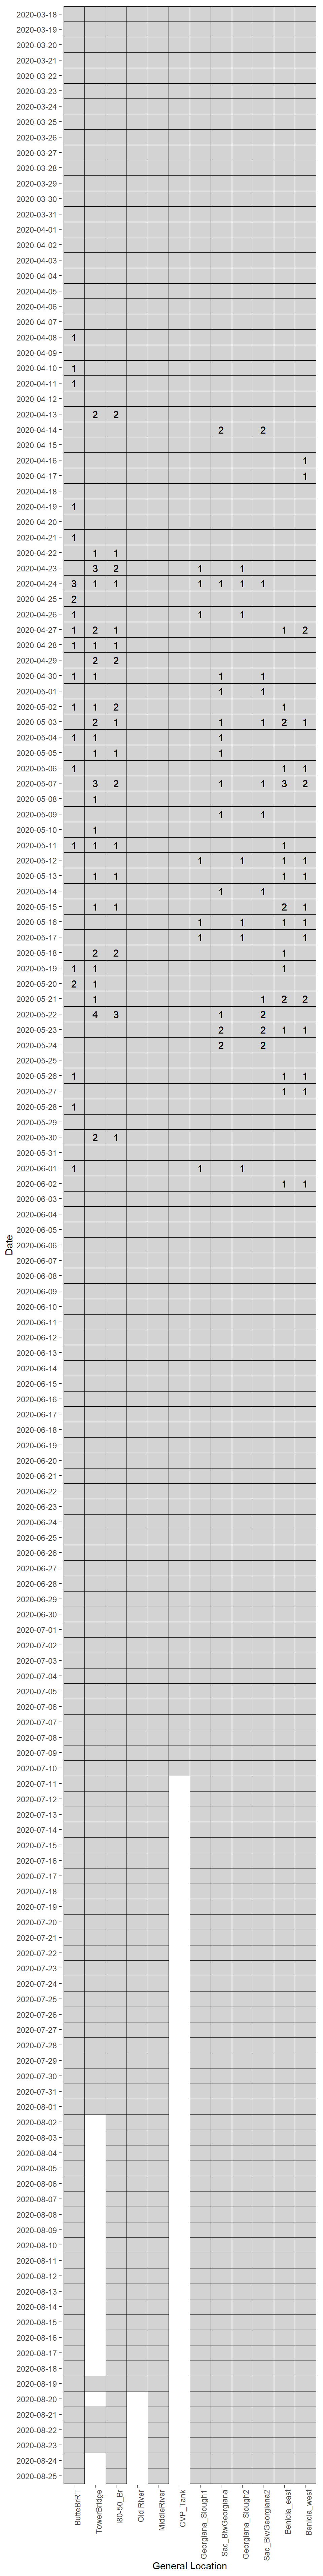 2020-03-18
2020-03-19
2020-03-20
2020-03-21
2020-03-22
2020-03-23
2020-03-24
2020-03-25
2020-03-26
2020-03-27
2020-03-28
2020-03-29
2020-03-30
2020-03-31
2020-04-01
2020-04-02
2020-04-03
2020-04-04
2020-04-05
2020-04-06
2020-04-07
2020-04-08 1
2020-04-09
2020-04-10 1
2020-04-11 1
2020-04-12
2020-04-13 2 2
2020-04-14 2 2
2020-04-15
2020-04-16 1
2020-04-17 1
2020-04-18
2020-04-19 1
2020-04-20
2020-04-21 1
2020-04-22 1 1
2020-04-23 3 2 1 1
2020-04-24 3 1 1 1 1 1 1
2020-04-25 2
2020-04-26 1 1 1
2020-04-27 1 2 1 1 2
2020-04-28 1 1 1
2020-04-29 2 2
2020-04-30 1 1 1 1
2020-05-01 1 1
2020-05-02 1 1 2 1
2020-05-03 2 1 1 1 2 1
2020-05-04 1 1 1
2020-05-05 1 1 1
2020-05-06 1 1 1
2020-05-07 3 2 1 1 3 2
2020-05-08 1
2020-05-09 1 1
2020-05-10 1
2020-05-11 1 1 1 1
2020-05-12 1 1 1 1
2020-05-13 1 1 1 1
2020-05-14 1 1
2020-05-15 1 1 2 1
2020-05-16 1 1 1 1
2020-05-17 1 1 1
2020-05-18 2 2 1
2020-05-19 1 1 1
2020-05-20 2 1
2020-05-21 1 1 2 2
2020-05-22 4 3 1 2
2020-05-23 2 2 1 1
2020-05-24 2 2
2020-05-25
2020-05-26 1 1 1
2020-05-27 1 1
2020-05-28 1
2020-05-29
2020-05-30 2 1
2020-05-31
2020-06-01 1 1 1
2020-06-02 1 1
2020-06-03
2020-06-04
2020-06-05
2020-06-06
2020-06-07
2020-06-08
2020-06-09
2020-06-10
2020-06-11
2020-06-12
2020-06-13
2020-06-14
2020-06-15
2020-06-16
2020-06-17
2020-06-18
2020-06-19
2020-06-20
2020-06-21
2020-06-22
2020-06-23
2020-06-24
2020-06-25
2020-06-26
2020-06-27
2020-06-28
2020-06-29
2020-06-30
2020-07-01
2020-07-02
2020-07-03
2020-07-04
2020-07-05
2020-07-06
2020-07-07
2020-07-08
2020-07-09
2020-07-10
2020-07-11
2020-07-12
2020-07-13
2020-07-14
2020-07-15
2020-07-16
2020-07-17
2020-07-18
2020-07-19
2020-07-20
2020-07-21
2020-07-22
2020-07-23
2020-07-24
2020-07-25
2020-07-26
2020-07-27
2020-07-28
2020-07-29
2020-07-30
2020-07-31
2020-08-01
2020-08-02
2020-08-03
2020-08-04
2020-08-05
2020-08-06
2020-08-07
2020-08-08
2020-08-09
2020-08-10
2020-08-11
2020-08-12
2020-08-13
2020-08-14
2020-08-15
2020-08-16
2020-08-17
2020-08-18
2020-08-19
2020-08-20
2020-08-21
2020-08-22
2020-08-23
2020-08-24
2020-08-25
Date
ButteBrRT
TowerBridge
I80-50_Br
Old River
MiddleRiver
CVP_Tank
Georgiana_Slough1
Sac_BlwGeorgiana
Georgiana_Slough2
Sac_BlwGeorgiana2
Benicia_east
Benicia_west
General Location